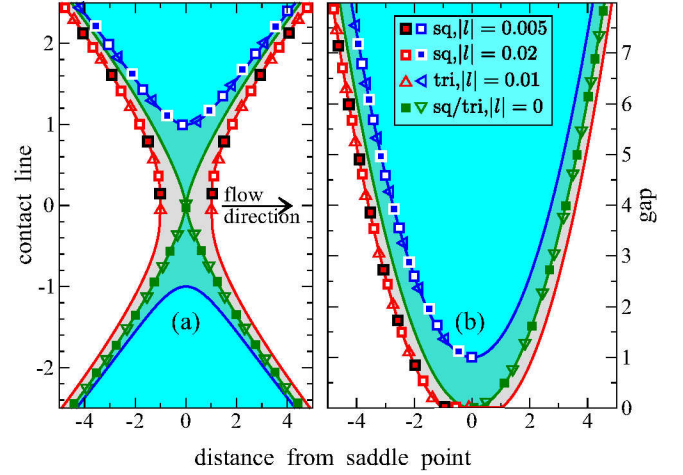 2
1
0
-1
-2
contact line
-4
-2
0
2
4
(a)
flow
direction
sq,|l| = 0.005
sq,|l| = 0.02
tri,|l| = 0.01
sq/tri,|l| = 0
(b)
-4
-2
0
2
4
8
7
6
5
4
3
2
1
0
gap
distance from saddle point